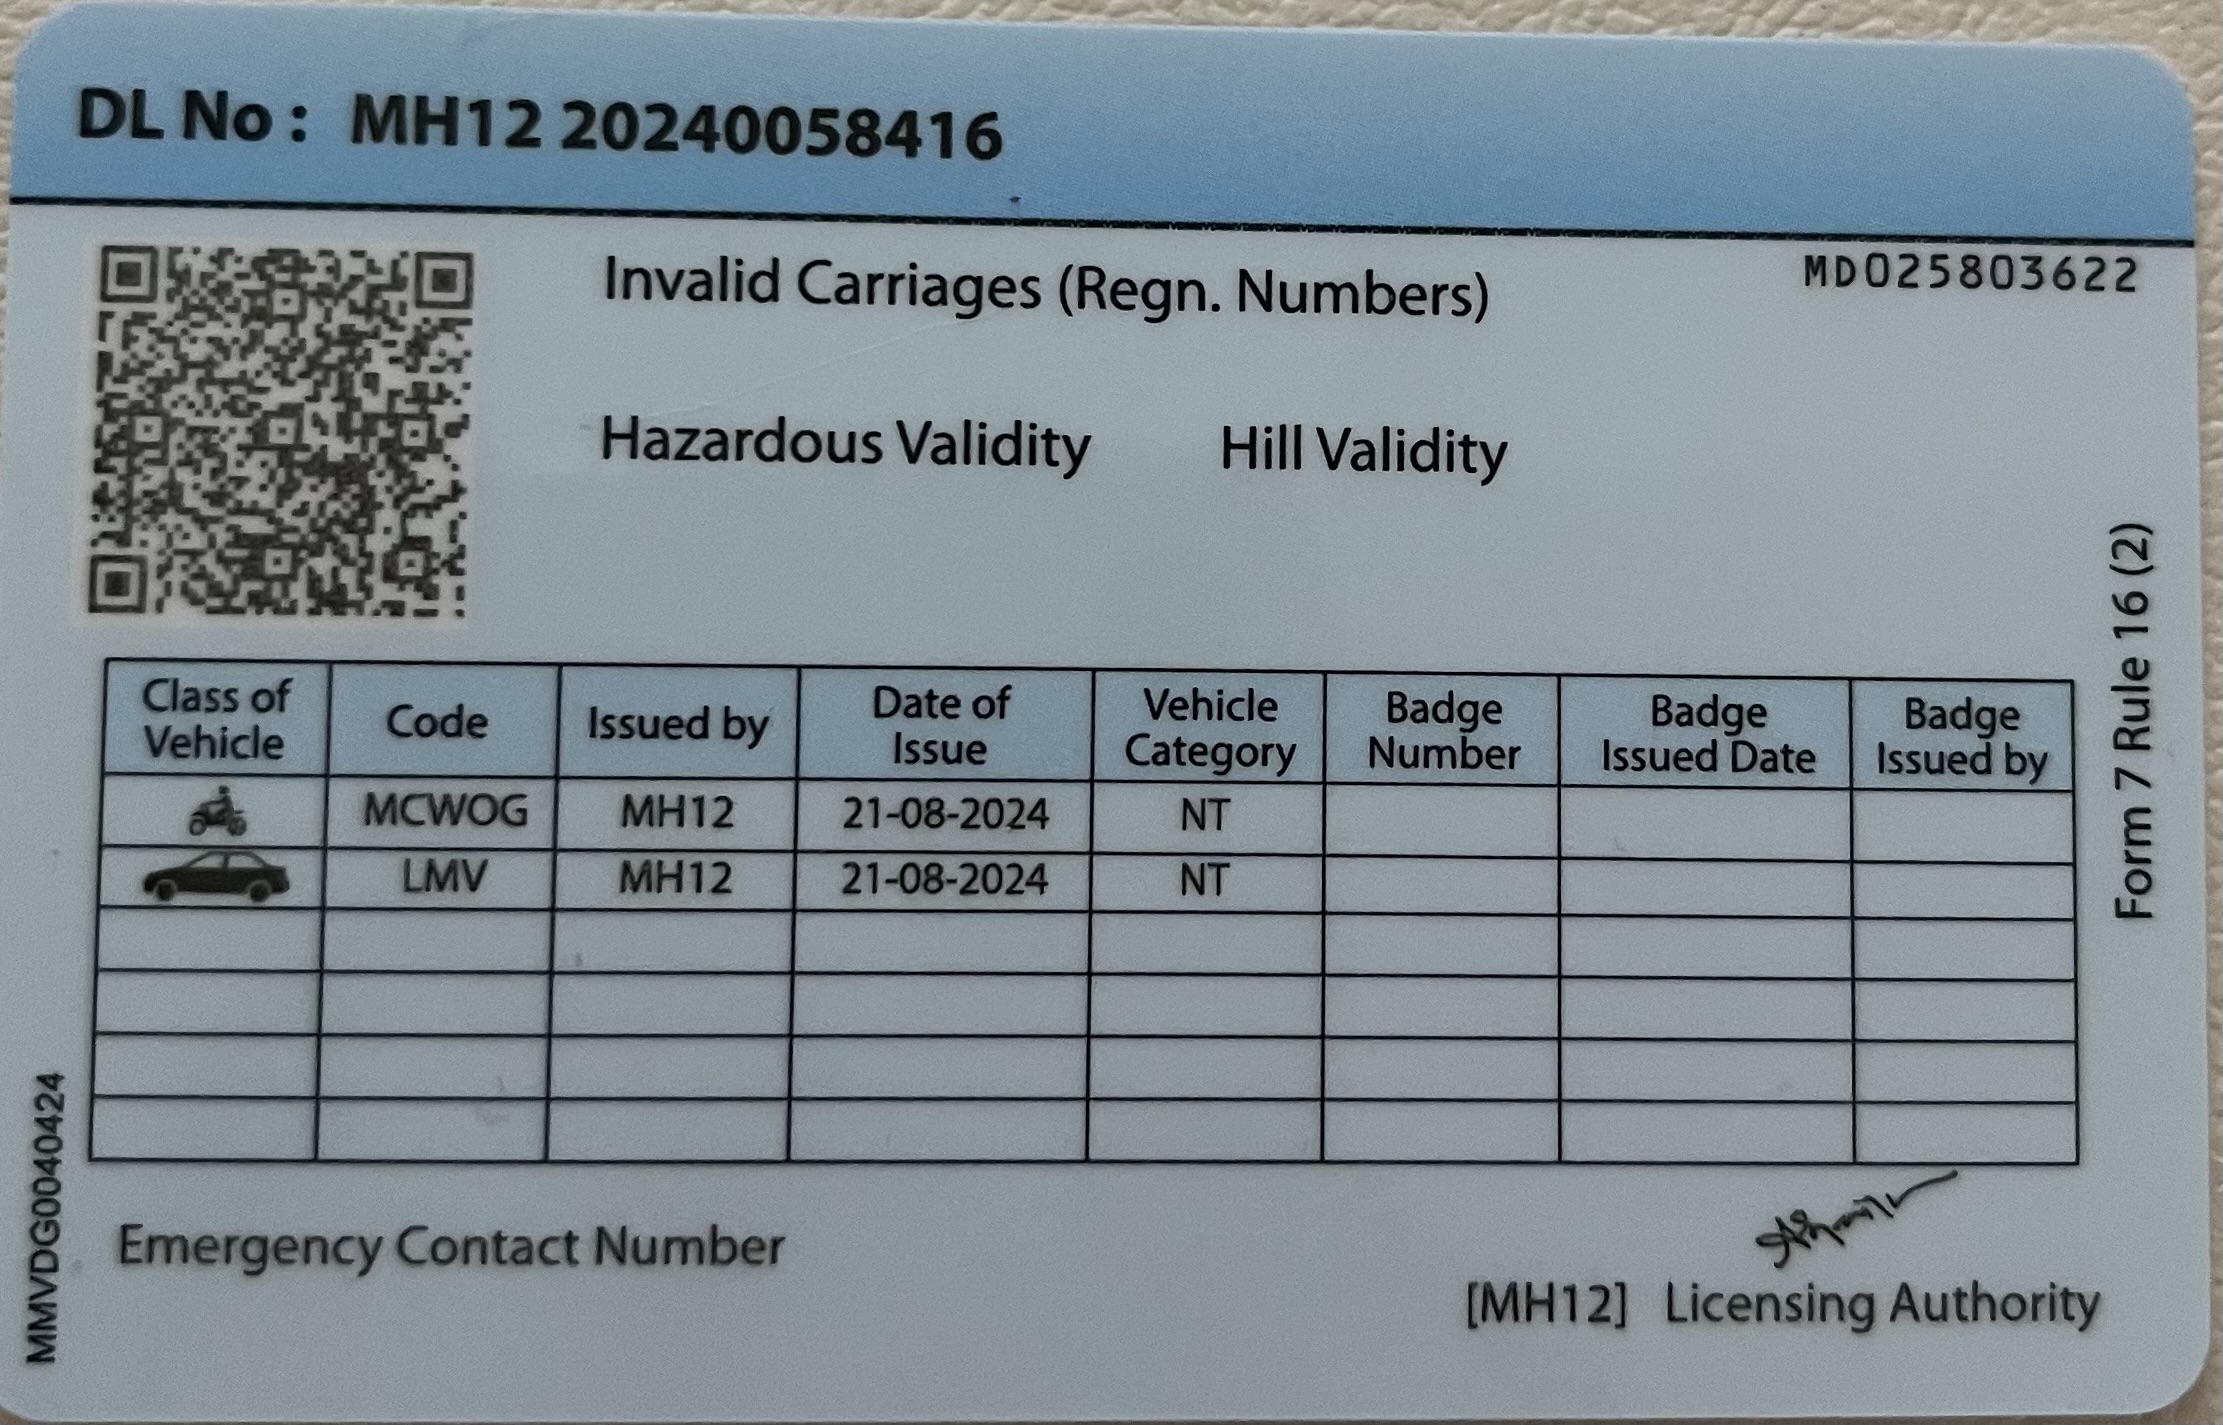 DL No : MH12 20240058416
Invalid Carriages (Regn. Numbers)
MD025803622
Hazardous Validity Hill Validity
Form 7 Rule 16 (2)
Class of Vehicle Code Issued by Date of Issue Vehicle Category Badge Number Badge Issued Date Badge Issued by
MCWOG MH12 21-08-2024 NT
LMV MH12 21-08-2024 NT
MMVDG0040424
Emergency Contact Number
[MH12] Licensing Authority